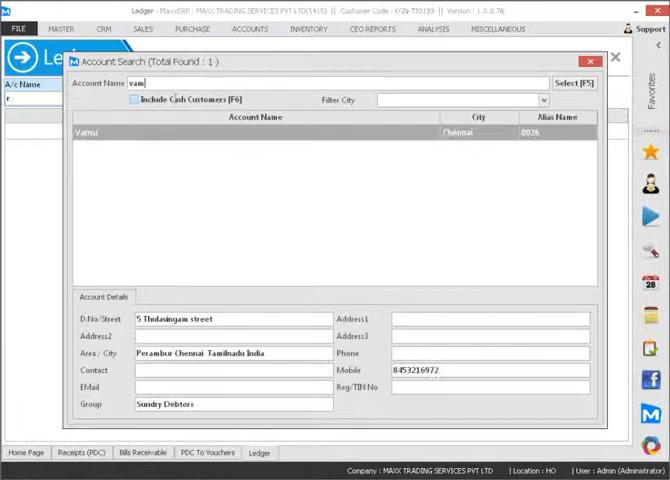 Ledger - MaxxERP : MAXX TRADING SERVICES PVT LTD(1415) :: Customer Code : Version : 1.0.0.76
FILE MASTER CRM SALES PURCHASE ACCOUNTS INVENTORY CEO REPORTS ANALYSIS MISCELLANEOUS Support
Account Search (Total Found : 1 )
A/c Name
r
Account Name vam
Select [F5]
Include Cash Customers [F6] Filter City
Account Name City Alias Name
Vamsi Chennai 0026
Favorites
28
Account Details
D.No/Street 5 Thulasingam street Address1
Address2 Address3
Area / City Perambur Chennai Tamilnadu India Phone
Contact Mobile 8453216972
EMail Reg/TIN No
Group Sundry Debtors
Home Page Receipts (PDC) Bills Receivable PDC To Vouchers Ledger
Company : MAXX TRADING SERVICES PVT LTD Location : HO User : Admin (Administrator)